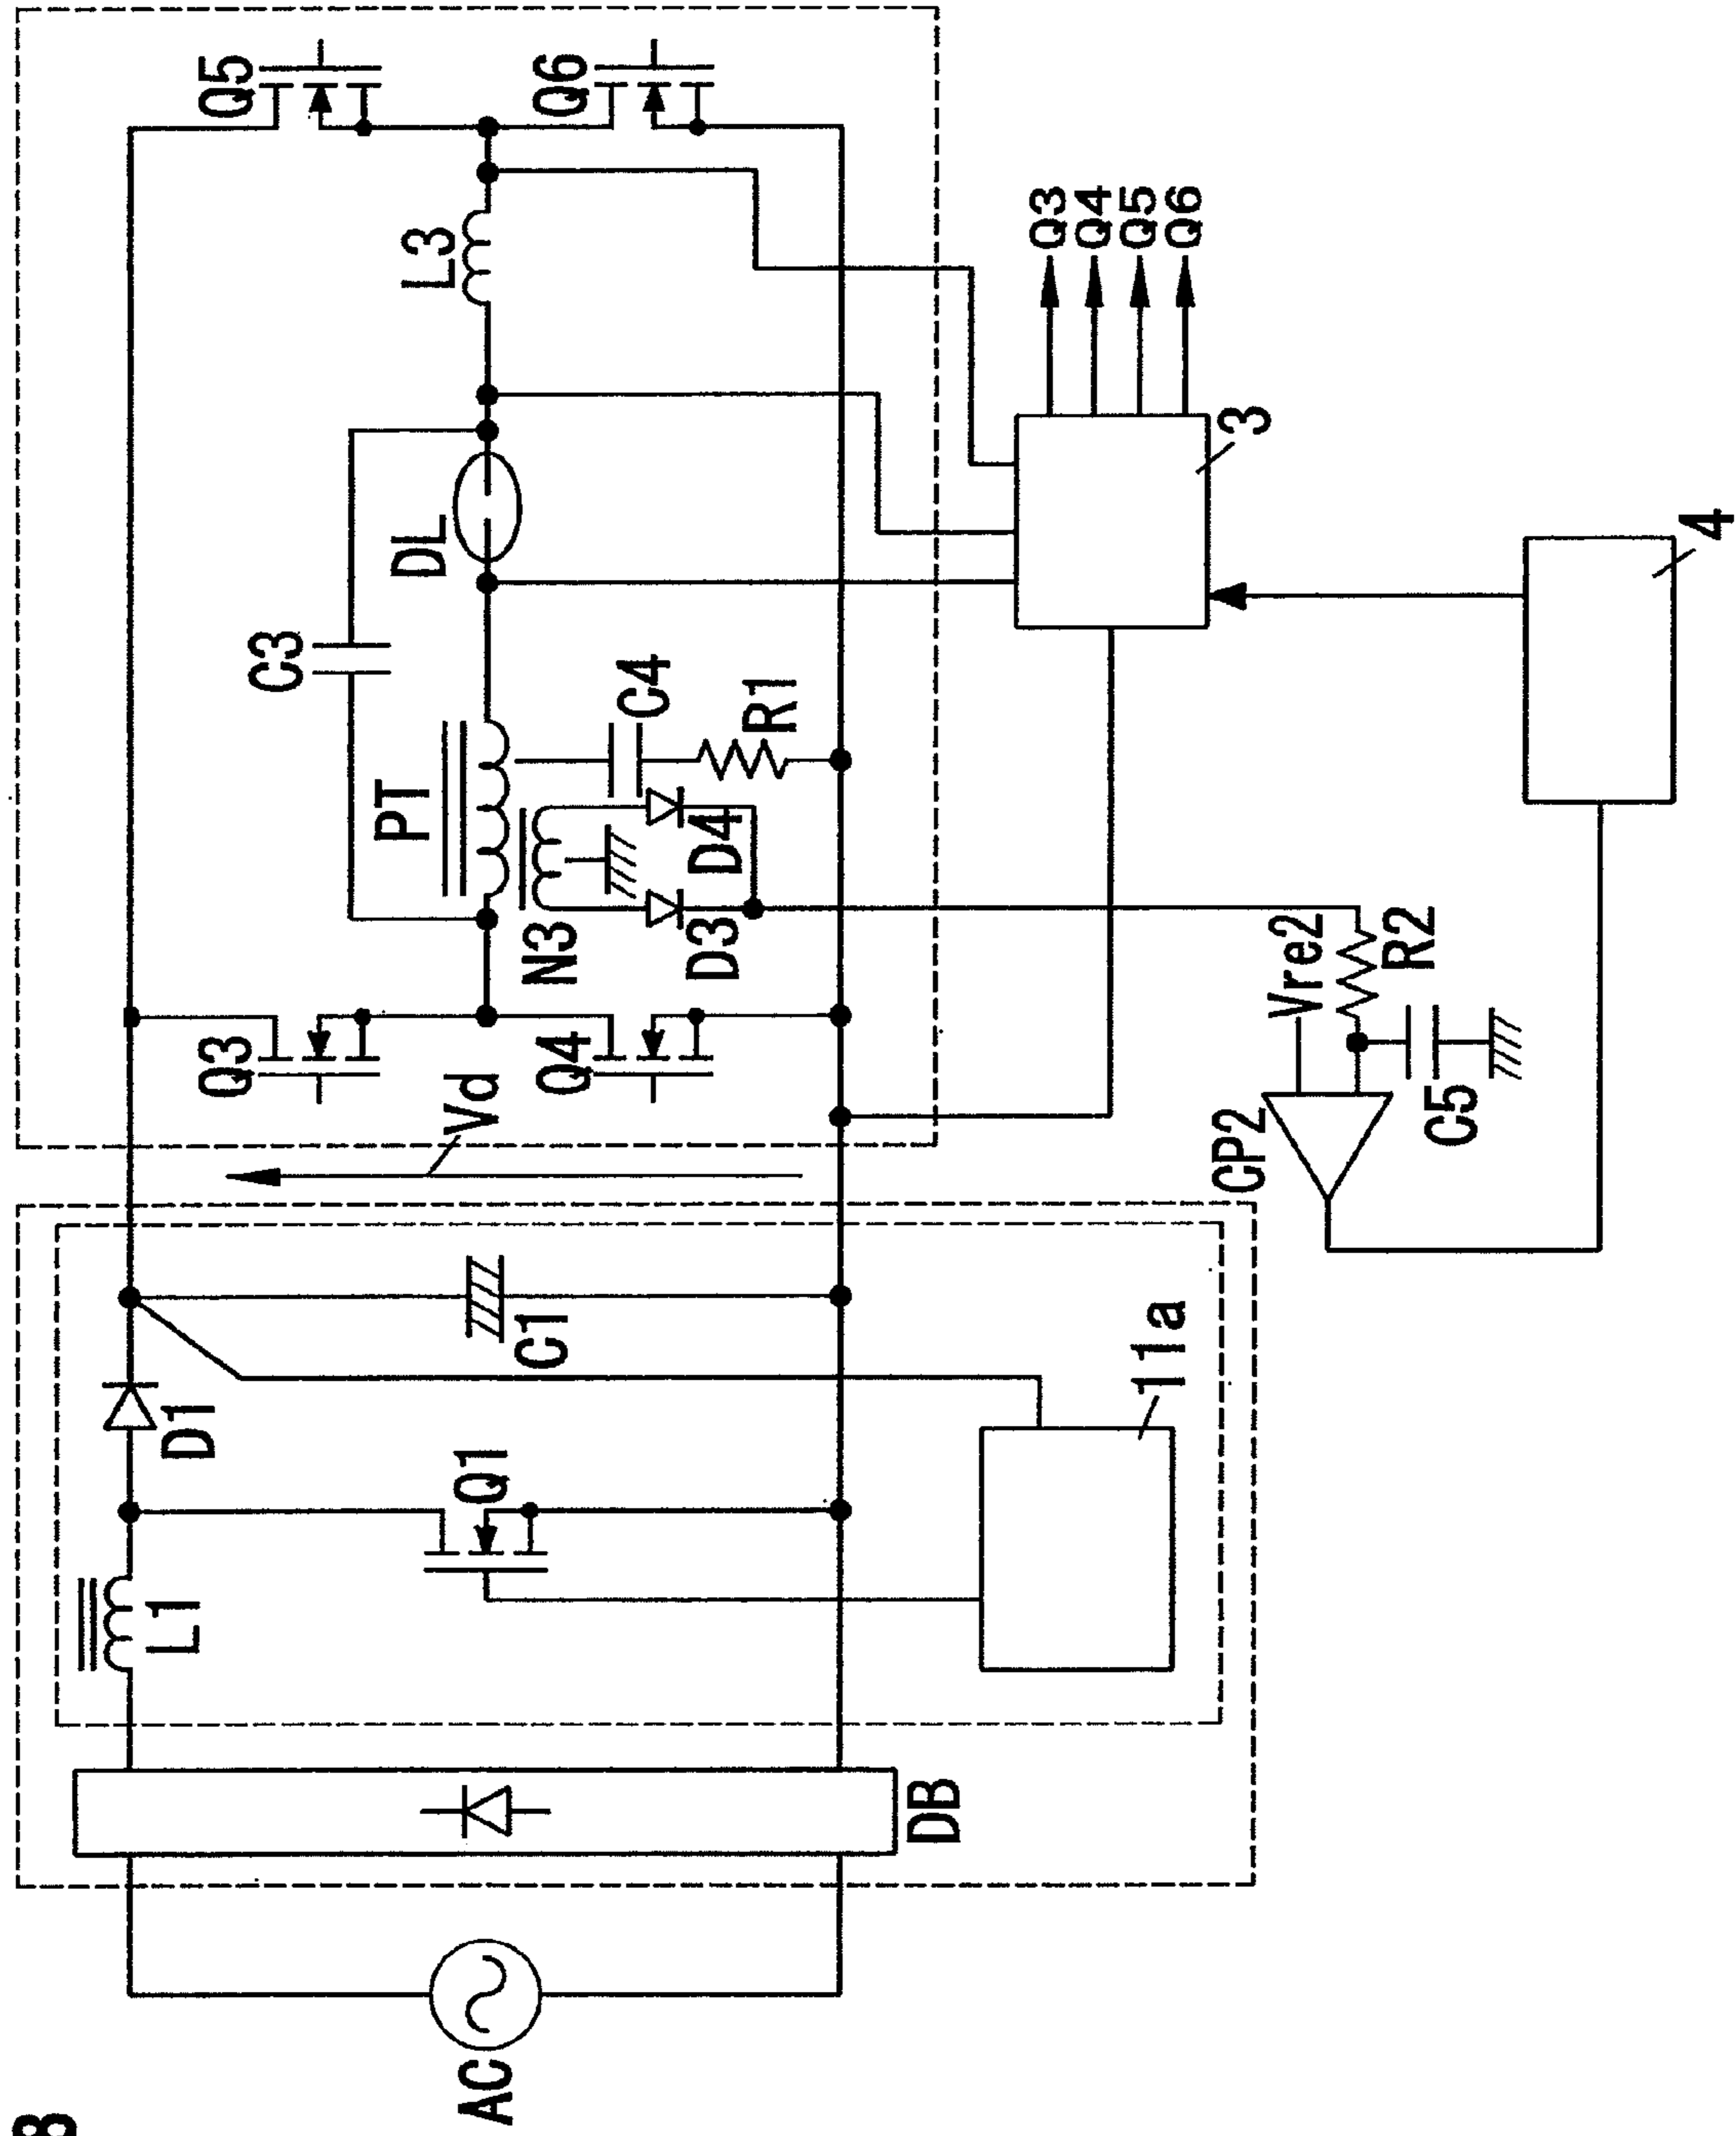 8
AC
DB
L1
D1
Q1
C1
11a
Vd
Q3
Q4
PT
N3
C3
C4
R1
D3
D4
DL
L3
Q5
Q6
Q3
Q4
Q5
Q6
3
4
Vre2
R2
C5
CP2